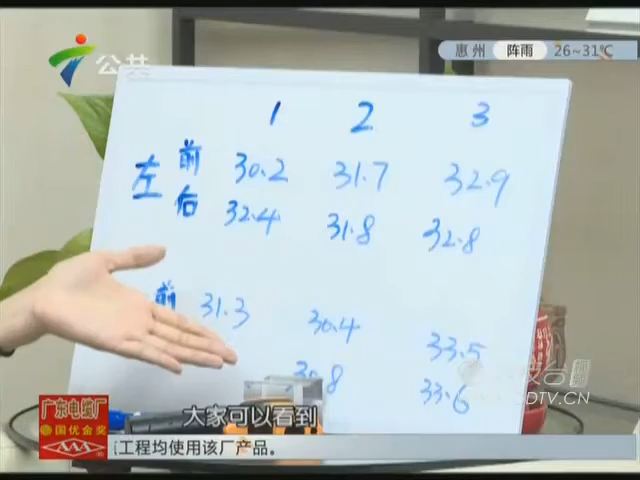 公共
惠州 阵雨 26~31℃
1 2 3
左 前 30.2 31.7 32.9
后 32.4 31.8 32.8
前 31.3 30.4 33.5
33.6
广东电缆厂
国优金奖
AAA
大家可以看到
工程均使用该厂产品。
DTV.CN